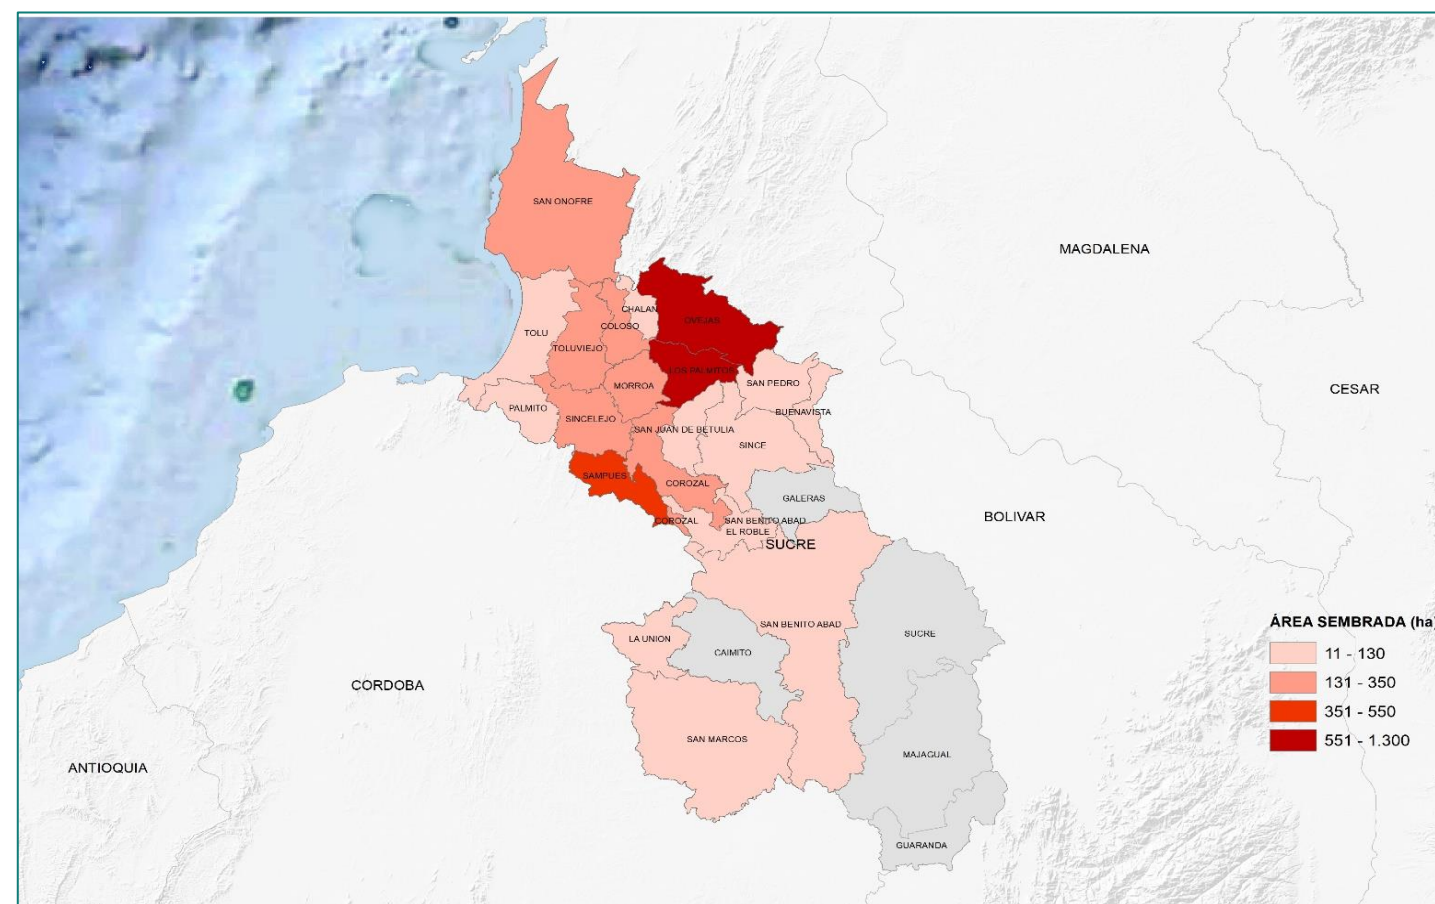 SAN ONOFRE
MAGDALENA
CHALAN
OVEJAS
COLOSO
TOLU
TOLUVIEJO
LOS PALMITOS
SAN PEDRO
MORROA
CESAR
PALMITO
BUENAVISTA
SINCELEJO
SAN JUAN DE BETULIA
SINCE
SAMPUES
COROZAL
GALERAS
BOLIVAR
COROZAL
SAN BENITO ABAD
EL ROBLE
SUCRE
ÁREA SEMBRADA (ha)
SAN BENITO ABAD
SUCRE
LA UNION
CAIMITO
11 - 130
CORDOBA
131 - 350
351 - 550
SAN MARCOS
551 - 1.300
MAJAGUAL
ANTIOQUIA
GUARANDA